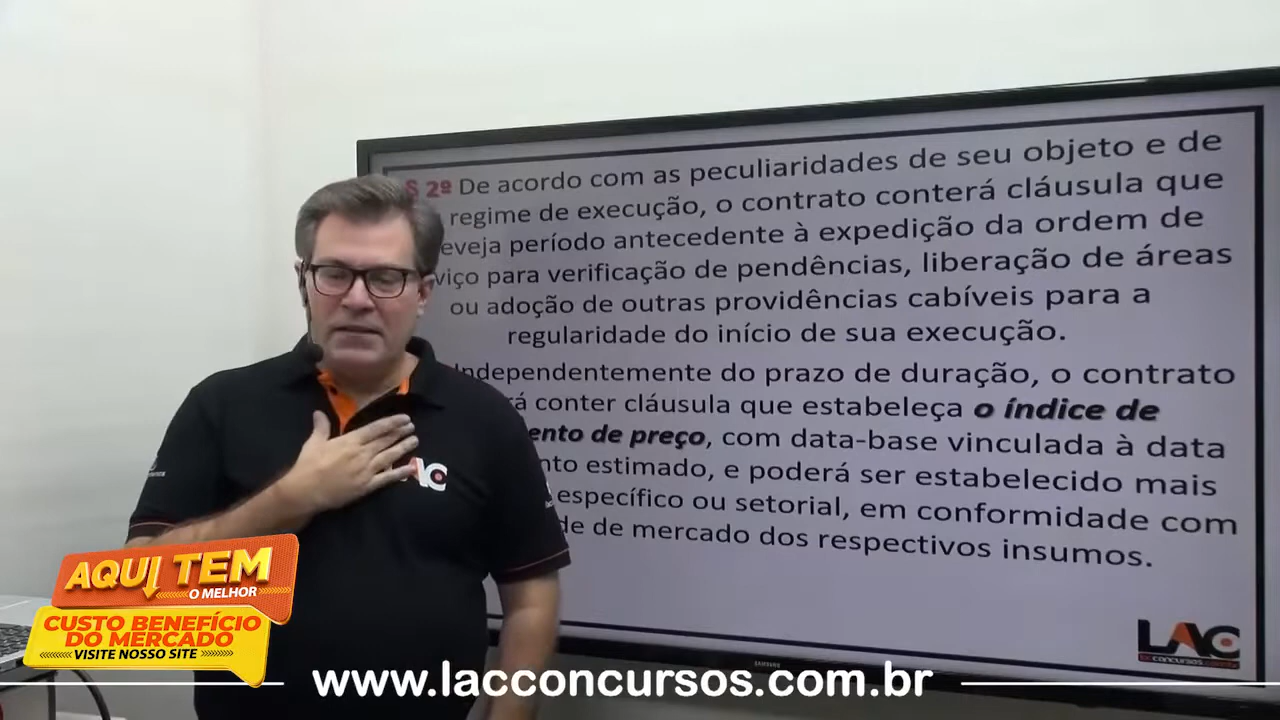 § 2º De acordo com as peculiaridades de seu objeto e de
regime de execução, o contrato conterá cláusula que
eveja período antecedente à expedição da ordem de
viço para verificação de pendências, liberação de áreas
ou adoção de outras providências cabíveis para a
regularidade do início de sua execução.
Independentemente do prazo de duração, o contrato
rá conter cláusula que estabeleça o índice de
ento de preço, com data-base vinculada à data
nto estimado, e poderá ser estabelecido mais
específico ou setorial, em conformidade com
de de mercado dos respectivos insumos.
LAC
concursos
SAMSUNG
AC
AQUI TEM
O MELHOR
CUSTO BENEFÍCIO
DO MERCADO
VISITE NOSSO SITE
www.lacconcursos.com.br